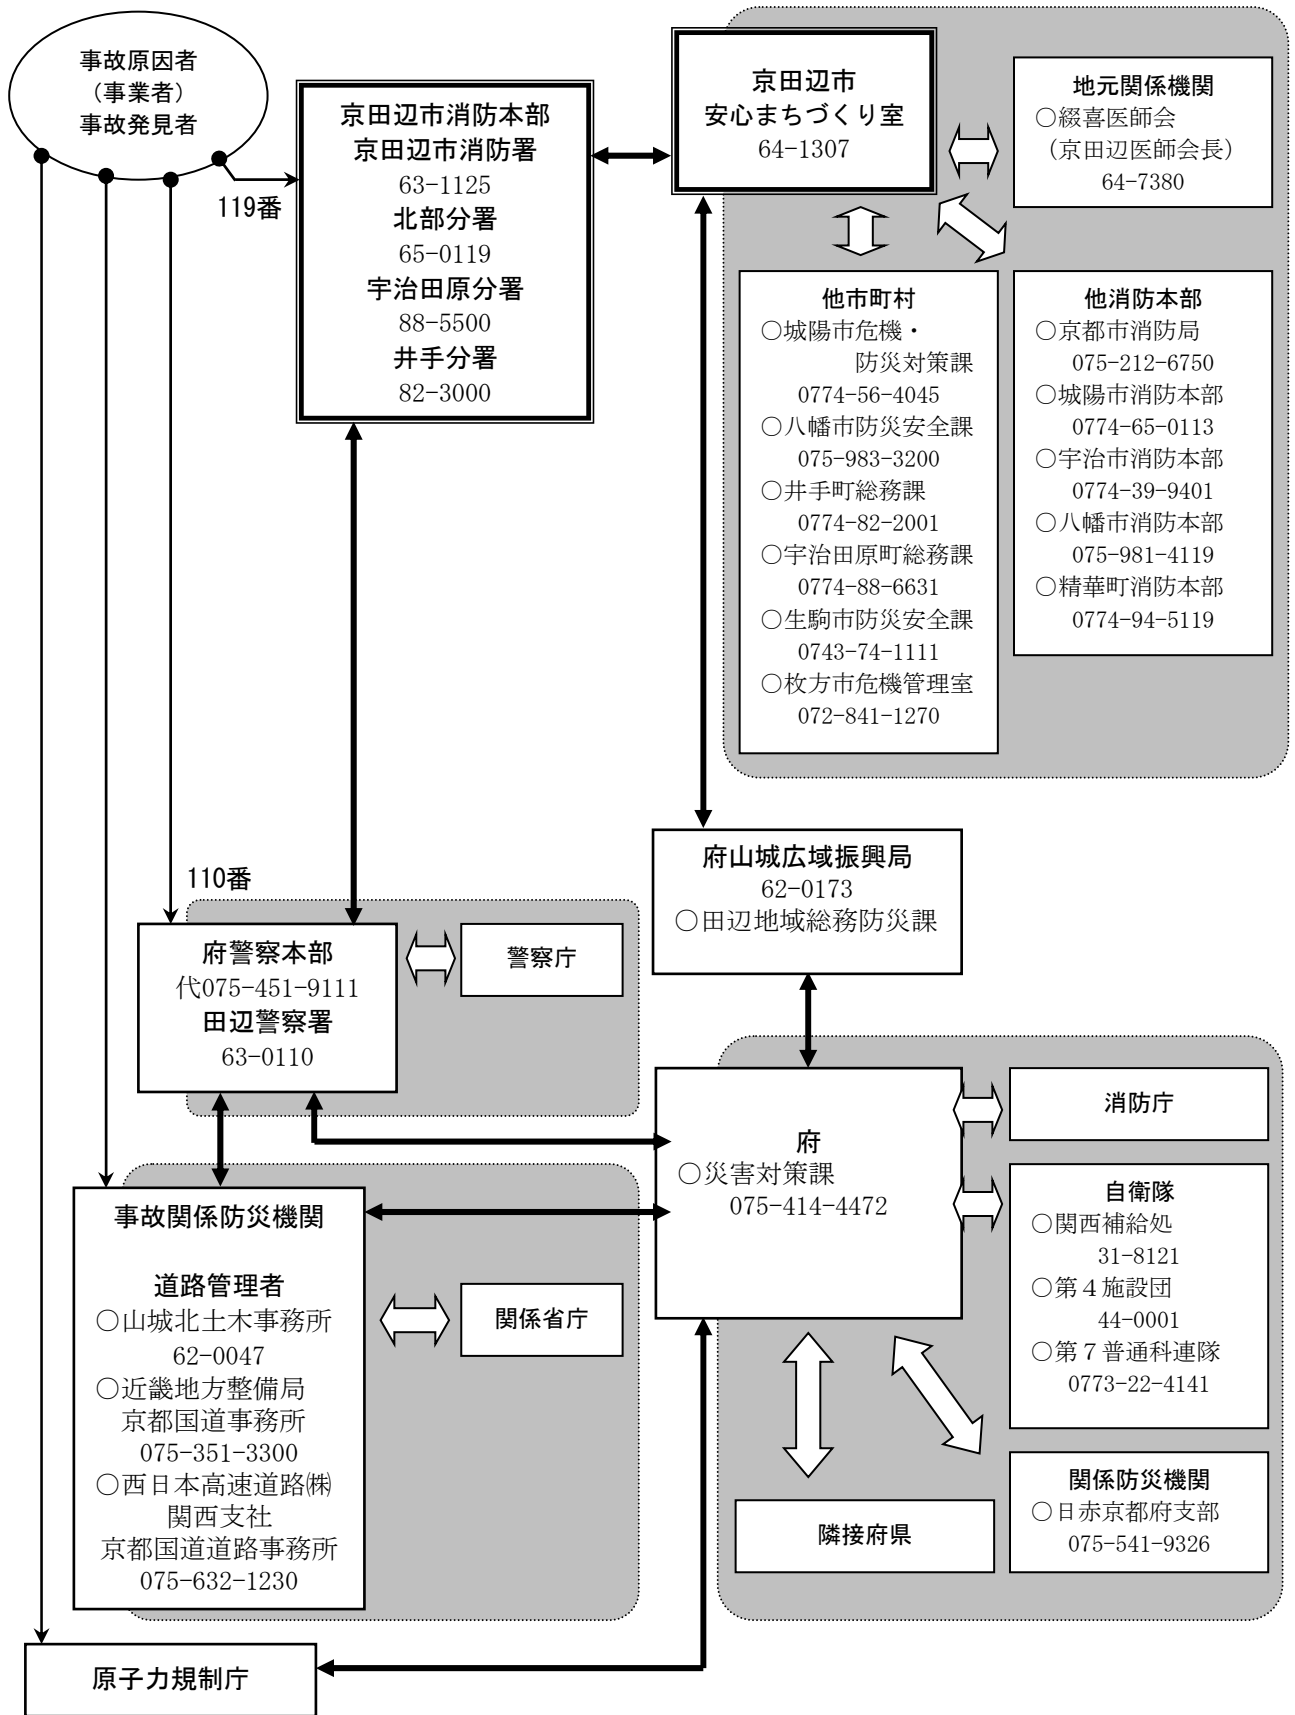 事故原因者
（事業者）
事故発見者
119番
京田辺市消防本部
京田辺市消防署
63-1125
北部分署
65-0119
宇治田原分署
88-5500
井手分署
82-3000
京田辺市
安心まちづくり室
64-1307
地元関係機関
○綴喜医師会
（京田辺医師会長）
64-7380
他市町村
○城陽市危機・
防災対策課
0774-56-4045
○八幡市防災安全課
075-983-3200
○井手町総務課
0774-82-2001
○宇治田原町総務課
0774-88-6631
○生駒市防災安全課
0743-74-1111
○枚方市危機管理室
072-841-1270
他消防本部
○京都市消防局
075-212-6750
○城陽市消防本部
0774-65-0113
○宇治市消防本部
0774-39-9401
○八幡市消防本部
075-981-4119
○精華町消防本部
0774-94-5119
府山城広域振興局
62-0173
○田辺地域総務防災課
110番
府警察本部
代075-451-9111
田辺警察署
63-0110
警察庁
府
○災害対策課
075-414-4472
消防庁
自衛隊
○関西補給処
31-8121
○第４施設団
44-0001
○第７普通科連隊
0773-22-4141
関係防災機関
○日赤京都府支部
075-541-9326
隣接府県
事故関係防災機関
道路管理者
○山城北土木事務所
62-0047
○近畿地方整備局
京都国道事務所
075-351-3300
○西日本高速道路㈱
関西支社
京都国道道路事務所
075-632-1230
関係省庁
原子力規制庁